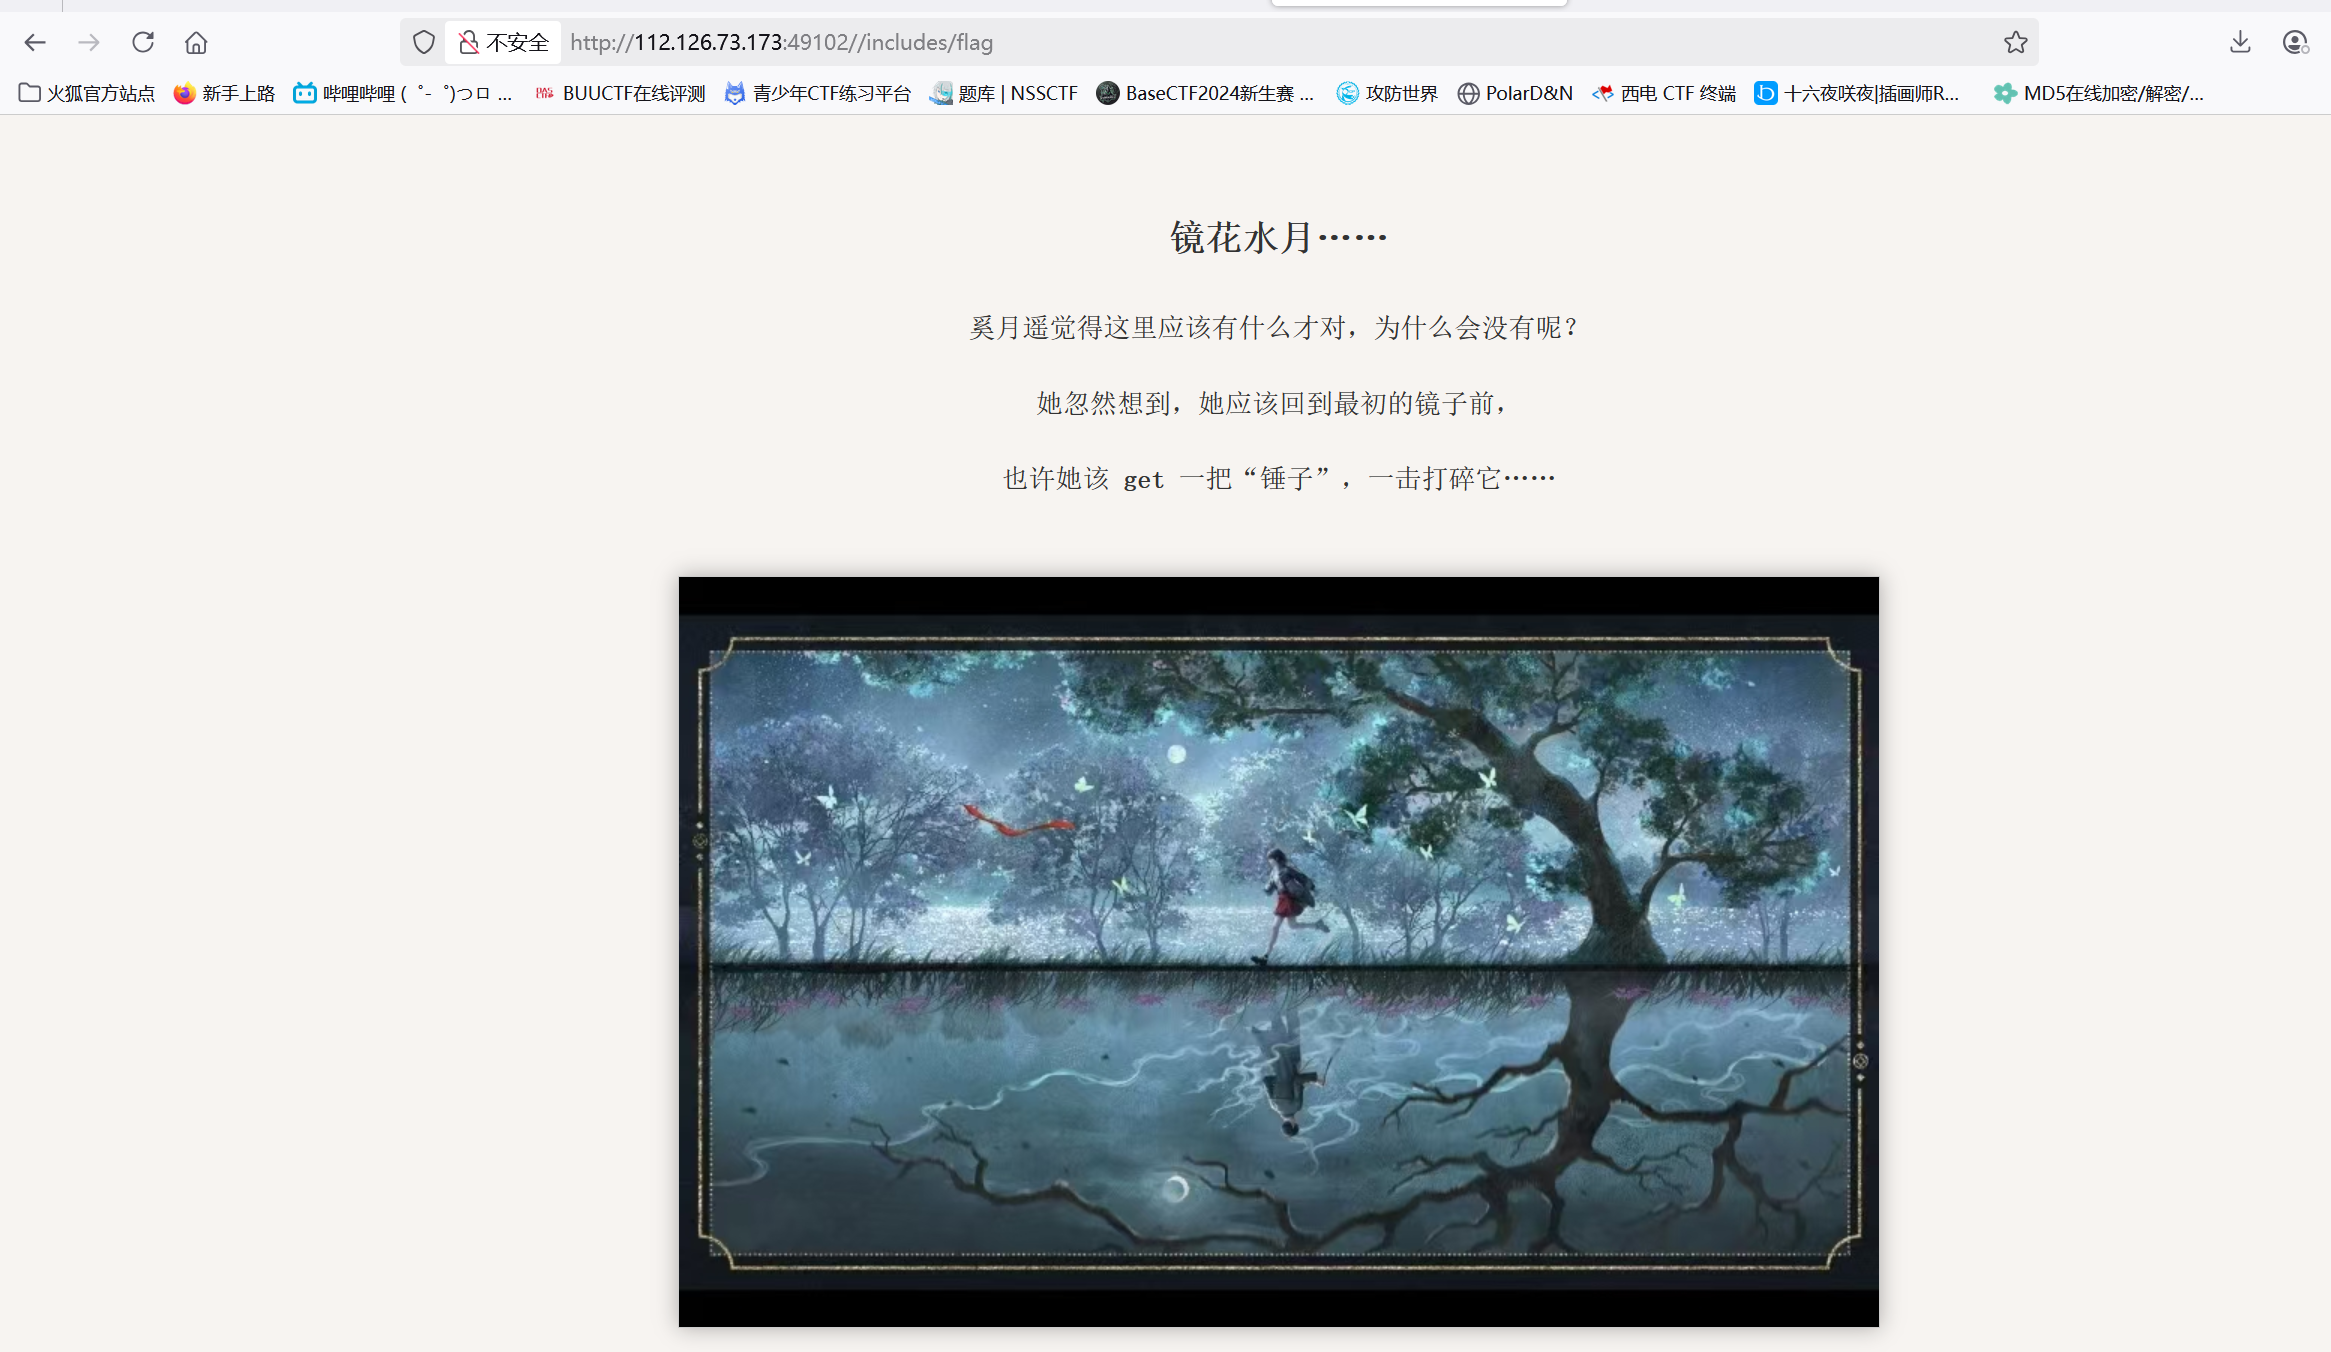 不安全 http://112.126.73.173:49102//includes/flag
火狐官方站点 新手上路 哔哩哔哩 ( ゜- ゜)つロ ... BUUCTF在线评测 青少年CTF练习平台 题库 | NSSCTF BaseCTF2024新生赛 ... 攻防世界 PolarD&N 西电 CTF 终端 十六夜咲夜|插画师R... MD5在线加密/解密/...
镜花水月……
奚月遥觉得这里应该有什么才对，为什么会没有呢？
她忽然想到，她应该回到最初的镜子前，
也许她该 get 一把“锤子”，一击打碎它……